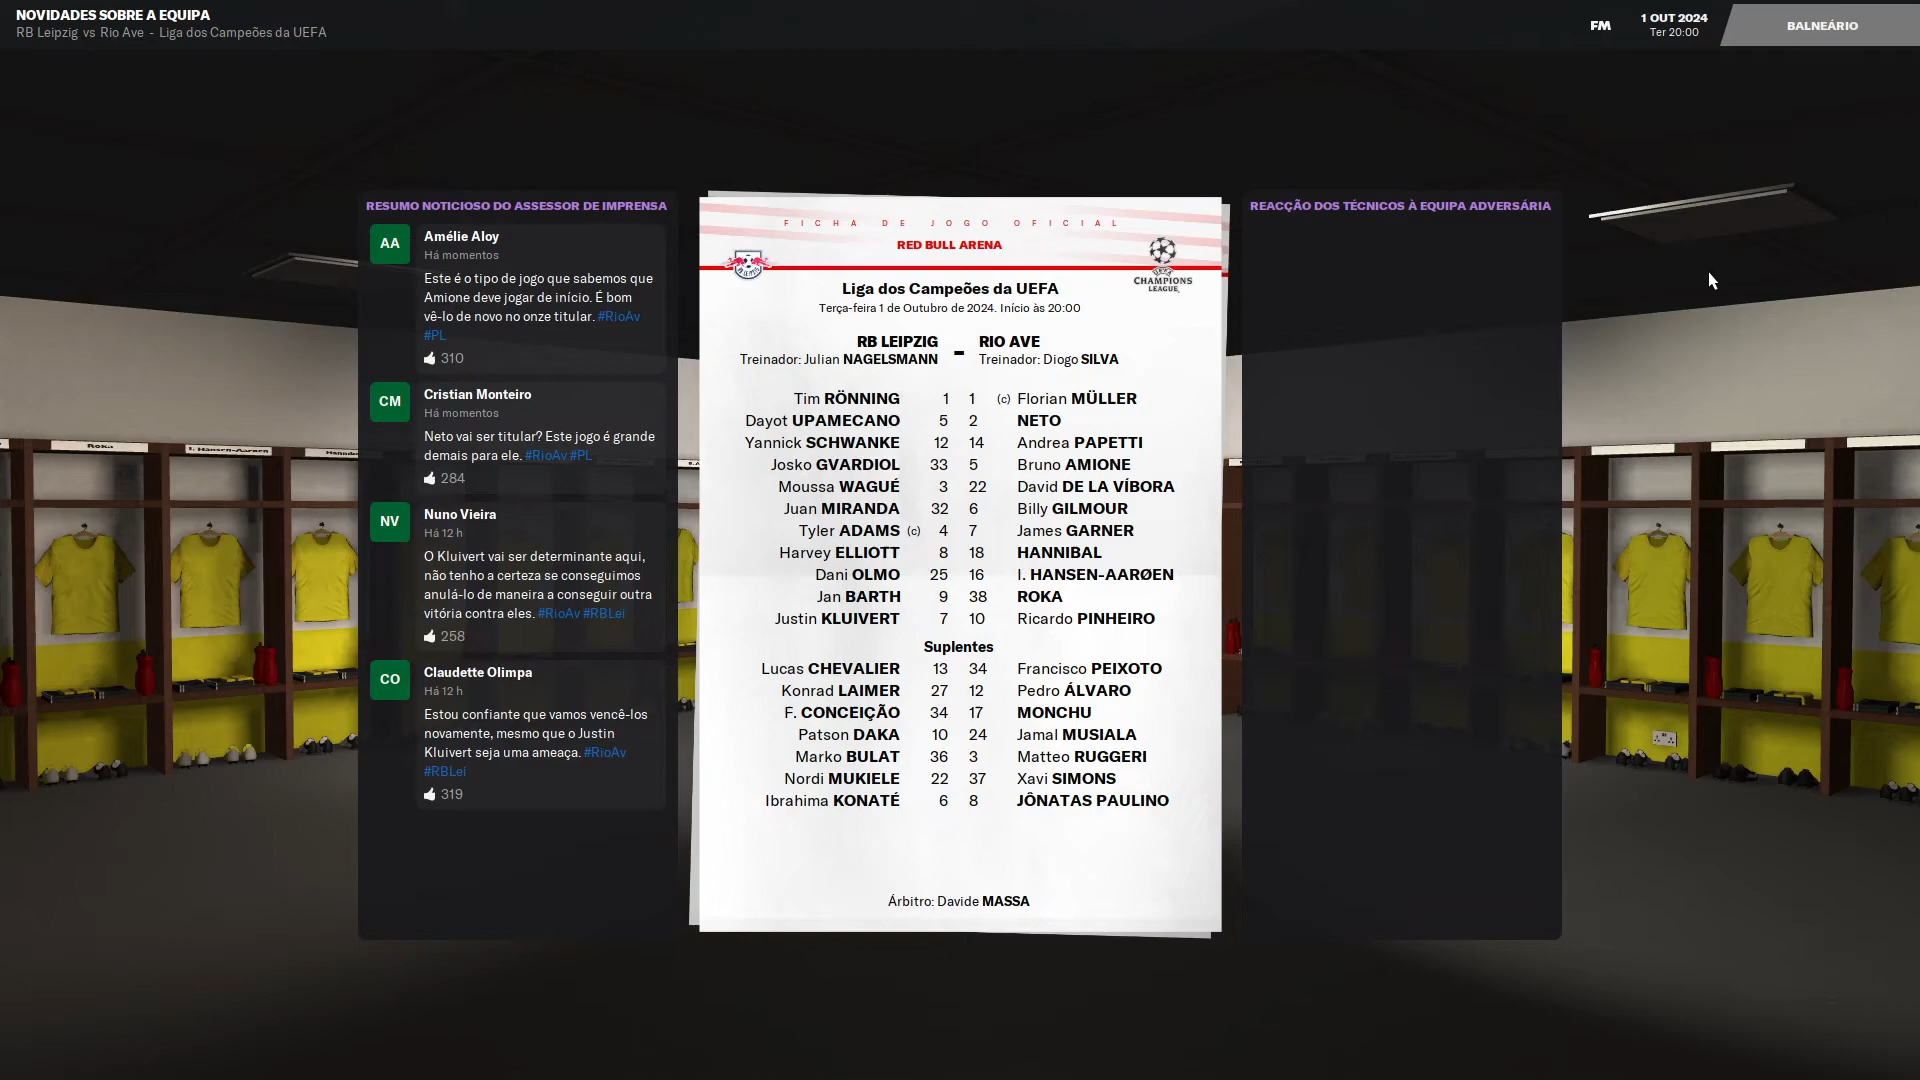 NOVIDADES SOBRE A EQUIPA
RB Leipzig vs Rio Ave - Liga dos Campeões da UEFA
FM
1 OUT 2024
Ter 20:00
BALNEÁRIO
RESUMO NOTICIOSO DO ASSESSOR DE IMPRENSA
AA
Amélie Aloy
Há momentos
Este é o tipo de jogo que sabemos que
Amione deve jogar de início. É bom
vê-lo de novo no onze titular. #RioAv
#PL
310
CM
Cristian Monteiro
Há momentos
Neto vai ser titular? Este jogo é grande
demais para ele. #RioAv #PL
284
NV
Nuno Vieira
Há 12 h
O Kluivert vai ser determinante aqui,
não tenho a certeza se conseguimos
anulá-lo de maneira a conseguir outra
vitória contra eles. #RioAv #RBLei
258
CO
Claudette Olimpa
Há 12 h
Estou confiante que vamos vencê-los
novamente, mesmo que o Justin
Kluivert seja uma ameaça. #RioAv
#RBLei
319
FICHA DE JOGO OFICIAL
RED BULL ARENA
UEFA
CHAMPIONS
LEAGUE
Liga dos Campeões da UEFA
Terça-feira 1 de Outubro de 2024. Início às 20:00
RB LEIPZIG - RIO AVE
Treinador: Julian NAGELSMANN Treinador: Diogo SILVA
Tim RÖNNING 1 1 (c) Florian MÜLLER
Dayot UPAMECANO 5 2 NETO
Yannick SCHWANKE 12 14 Andrea PAPETTI
Josko GVARDIOL 33 5 Bruno AMIONE
Moussa WAGUÉ 3 22 David DE LA VÍBORA
Juan MIRANDA 32 6 Billy GILMOUR
Tyler ADAMS (c) 4 7 James GARNER
Harvey ELLIOTT 8 18 HANNIBAL
Dani OLMO 25 16 I. HANSEN-AARØEN
Jan BARTH 9 38 ROKA
Justin KLUIVERT 7 10 Ricardo PINHEIRO
Suplentes
Lucas CHEVALIER 13 34 Francisco PEIXOTO
Konrad LAIMER 27 12 Pedro ÁLVARO
F. CONCEIÇÃO 34 17 MONCHU
Patson DAKA 10 24 Jamal MUSIALA
Marko BULAT 36 3 Matteo RUGGERI
Nordi MUKIELE 22 37 Xavi SIMONS
Ibrahima KONATÉ 6 8 JÔNATAS PAULINO
Árbitro: Davide MASSA
REACÇÃO DOS TÉCNICOS À EQUIPA ADVERSÁRIA
Roka
I. Hansen-Aarøen